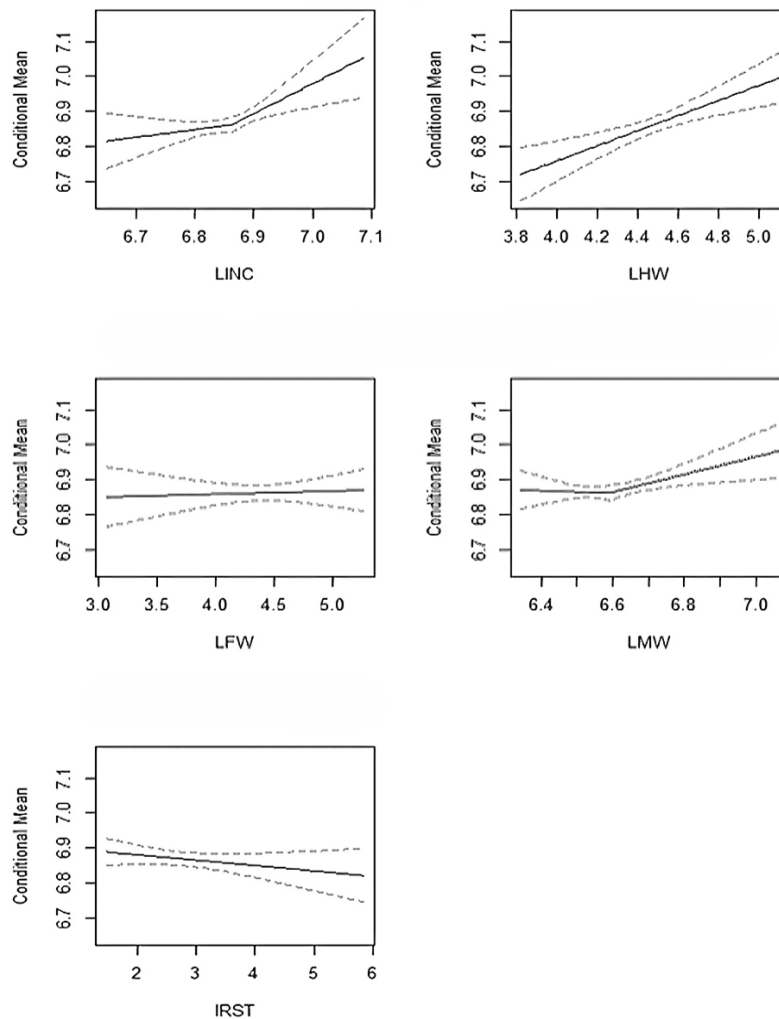 Conditional Mean
7.1
7.0
6.9
6.8
6.7
6.7 6.8 6.9 7.0 7.1
LINC
Conditional Mean
7.1
7.0
6.9
6.8
6.7
3.8 4.0 4.2 4.4 4.6 4.8 5.0
LHW
Conditional Mean
7.1
7.0
6.9
6.8
6.7
3.0 3.5 4.0 4.5 5.0
LFW
Conditional Mean
7.1
7.0
6.9
6.8
6.7
6.4 6.6 6.8 7.0
LMW
Conditional Mean
7.1
7.0
6.9
6.8
6.7
2 3 4 5 6
IRST